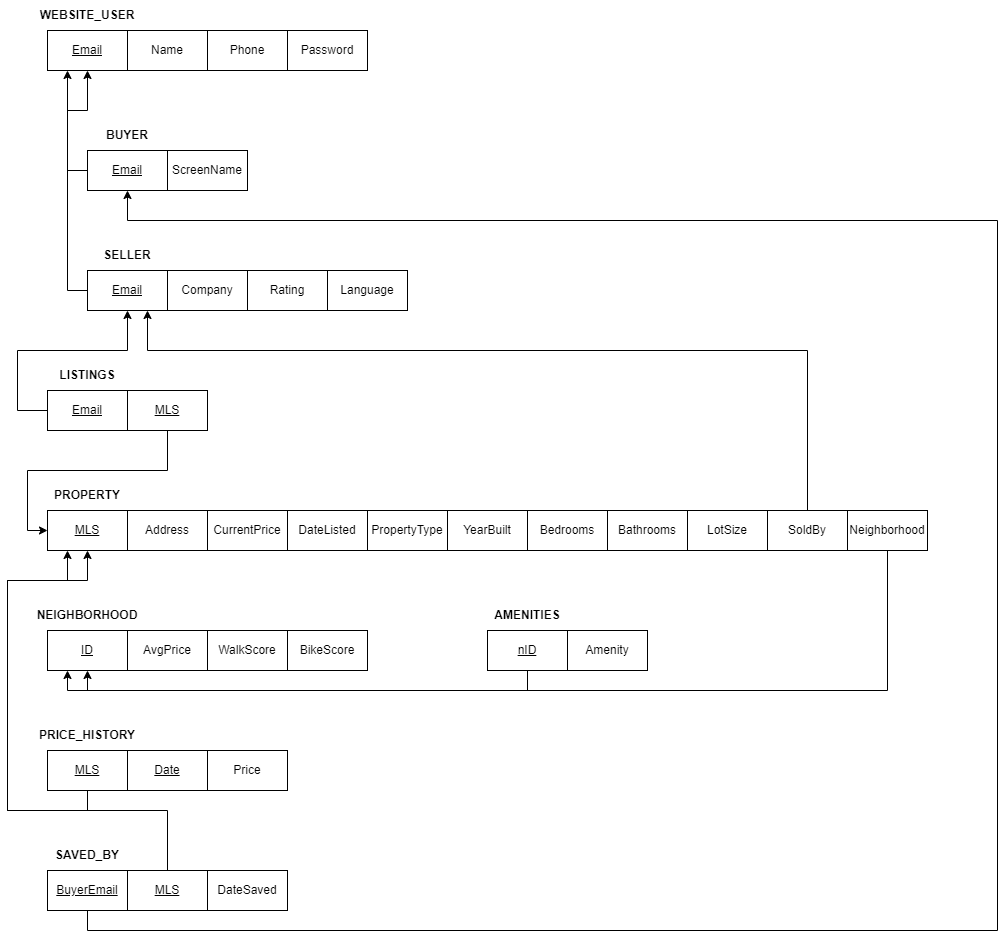 WEBSITE_USER
Email Name Phone Password
BUYER
Email ScreenName
SELLER
Email Company Rating Language
LISTINGS
Email MLS
PROPERTY
MLS Address CurrentPrice DateListed PropertyType YearBuilt Bedrooms Bathrooms LotSize SoldBy Neighborhood
NEIGHBORHOOD AMENITIES
ID AvgPrice WalkScore BikeScore nID Amenity
PRICE_HISTORY
MLS Date Price
SAVED_BY
BuyerEmail MLS DateSaved